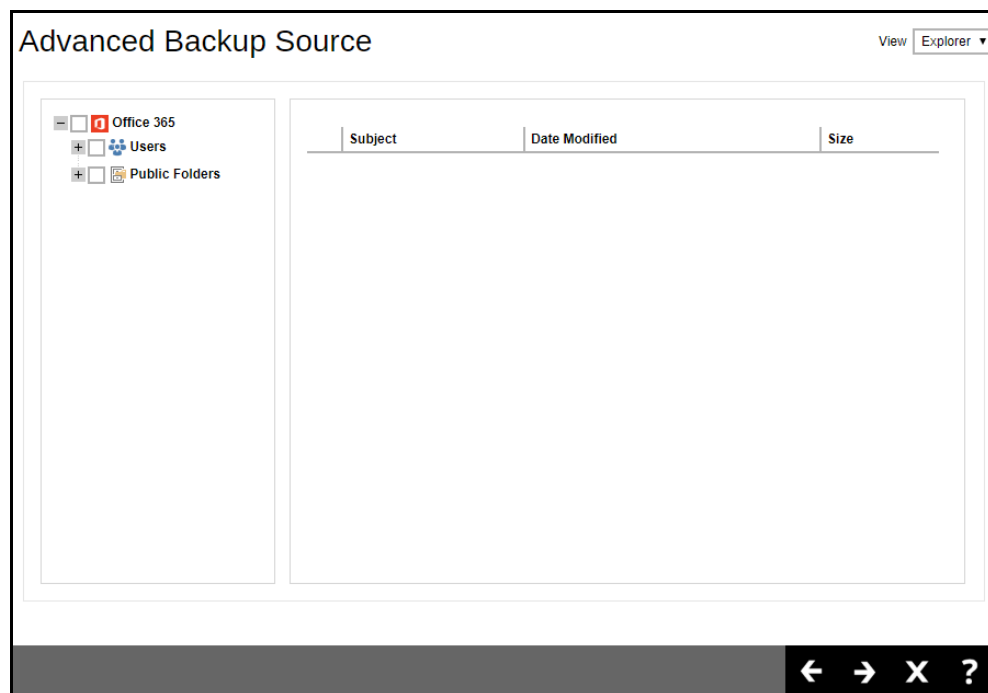 Advanced Backup Source
View Explorer
Office 365
Users
Public Folders
Subject Date Modified Size
X ?